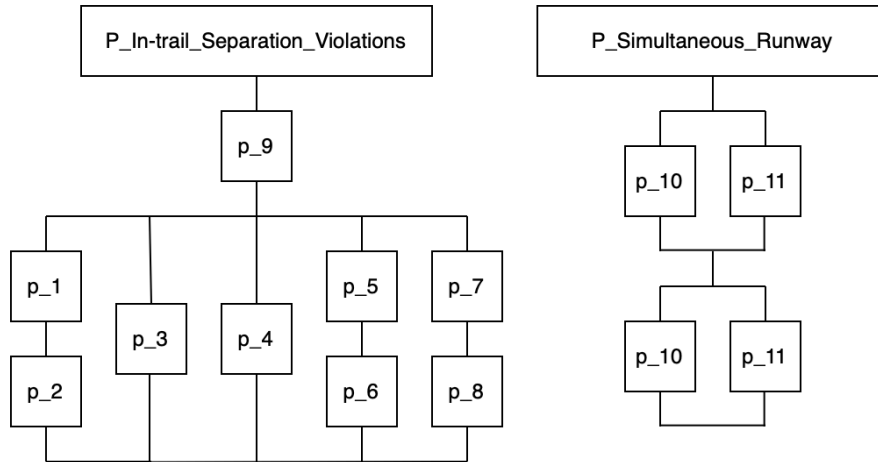 P_In-trail_Separation_Violations
P_Simultaneous_Runway
p_9
p_10
p_11
p_1
p_5
p_7
p_3
p_4
p_2
p_6
p_8
p_10
p_11